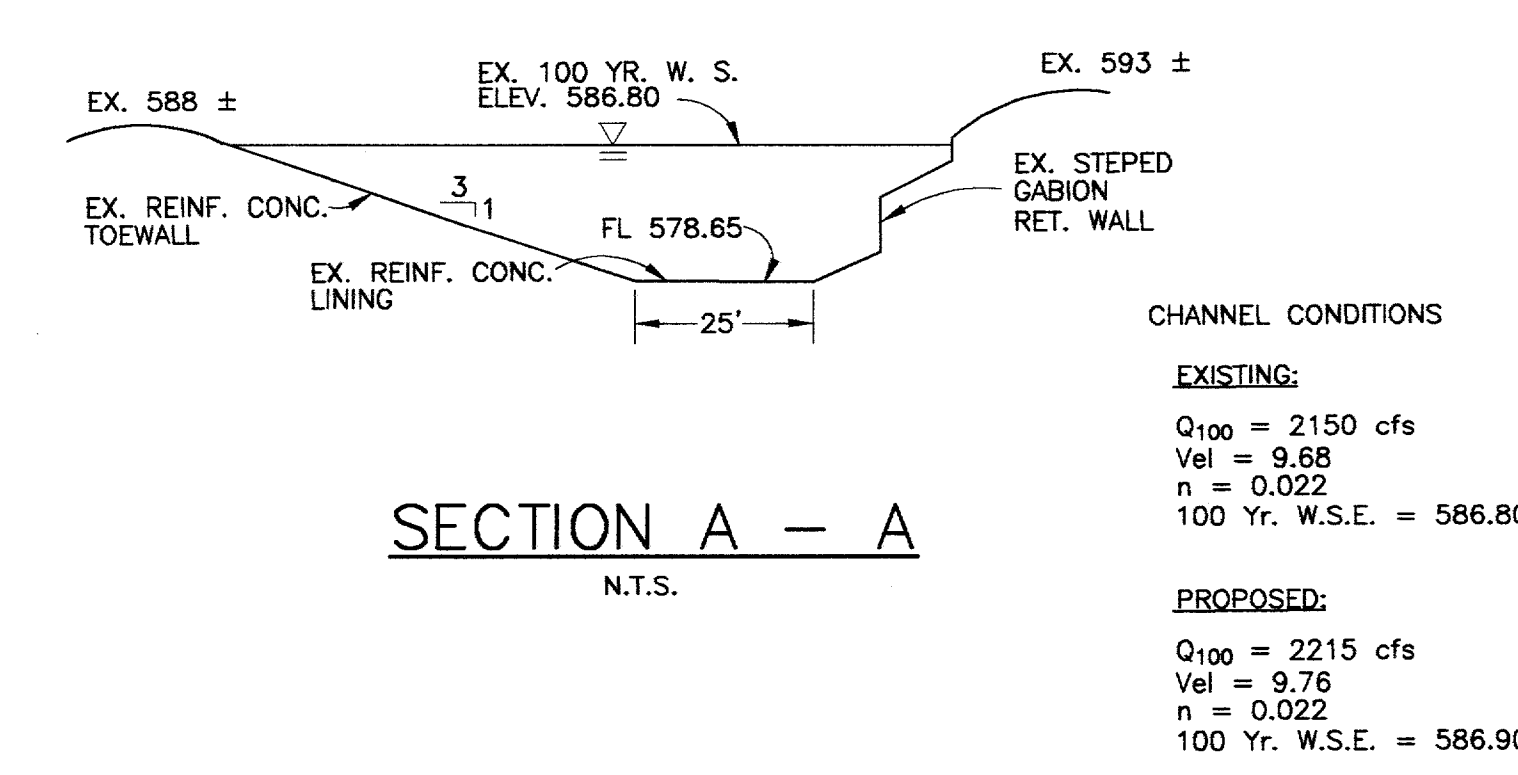 EX. 593 ±
EX. 100 YR. W. S.
ELEV. 586.80
EX. 588 ±
EX. STEPED
GABION
RET. WALL
3
1
EX. REINF. CONC.
TOEWALL
FL 578.65
EX. REINF. CONC.
LINING
25'
CHANNEL CONDITIONS
EXISTING:
Q100 = 2150 cfs
Vel = 9.68
n = 0.022
100 Yr. W.S.E. = 586.80
SECTION A - A
N.T.S.
PROPOSED:
Q100 = 2215 cfs
Vel = 9.76
n = 0.022
100 Yr. W.S.E. = 586.90